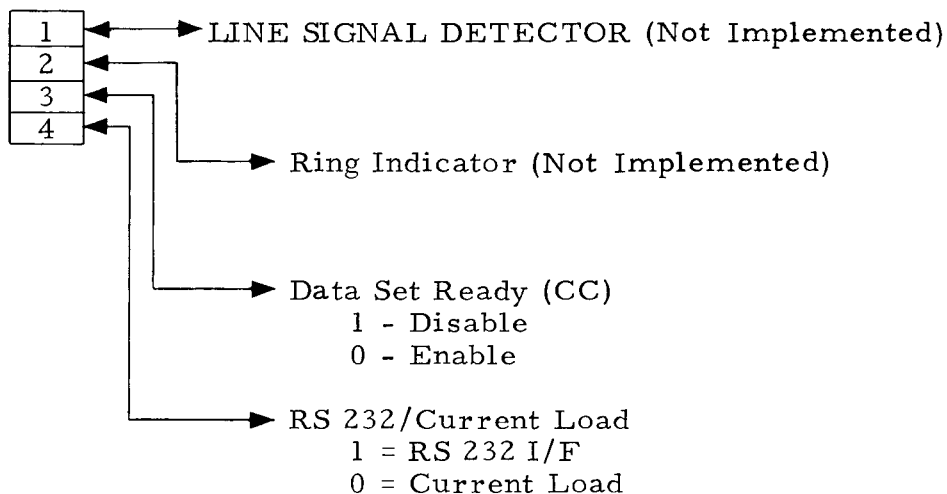 1 LINE SIGNAL DETECTOR (Not Implemented)
2
3
4
Ring Indicator (Not Implemented)
Data Set Ready (CC)
1 - Disable
0 - Enable
RS 232/Current Load
1 = RS 232 I/F
0 = Current Load